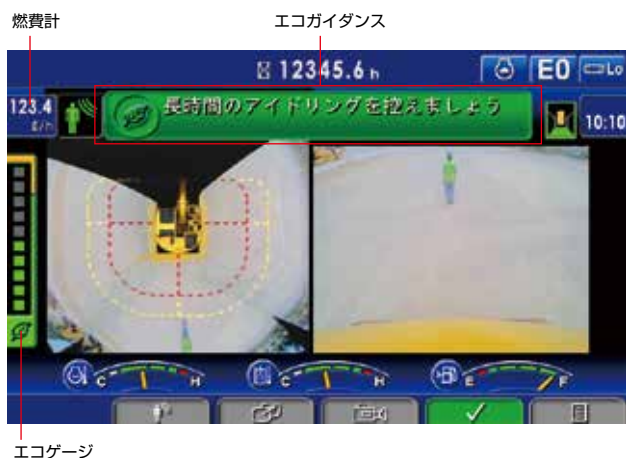 燃費計
エコガイダンス
12345.6 h
E0
Lo
123.4
長時間のアイドリングを控えましょう
10:10
C H
C H
E F
エコゲージ